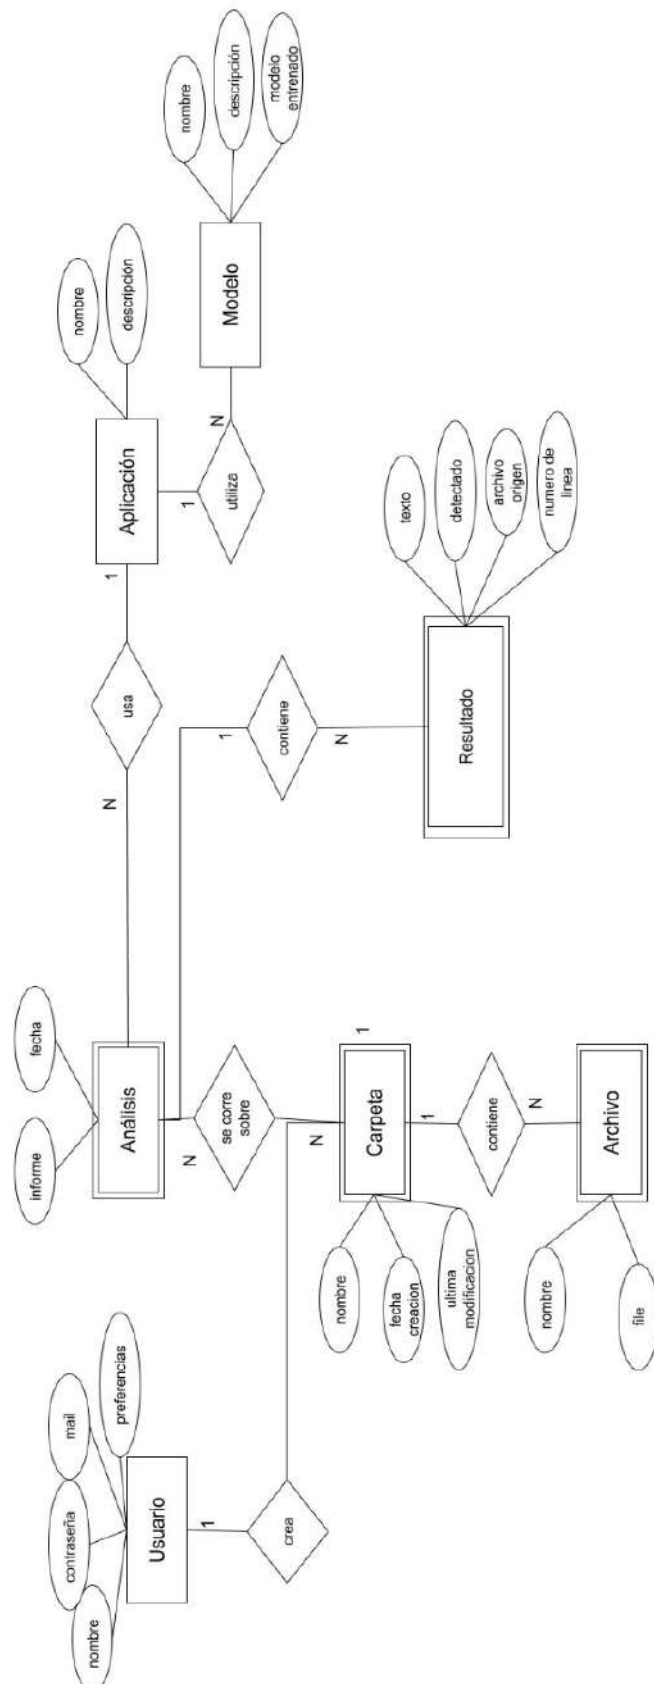 nombre
contraseña
mail
preferencias
Usuario
1
crea
N
informe
fecha
Análisis
N
usa
1
nombre
descripción
Aplicación
1
utiliza
N
nombre
descripción
modelo
entrenado
Modelo
N
se corre
sobre
1
nombre
fecha
creacion
ultima
modificacion
Carpeta
1
contiene
N
nombre
file
Archivo
1
contiene
N
Resultado
texto
detectado
archivo
origen
numero de
linea